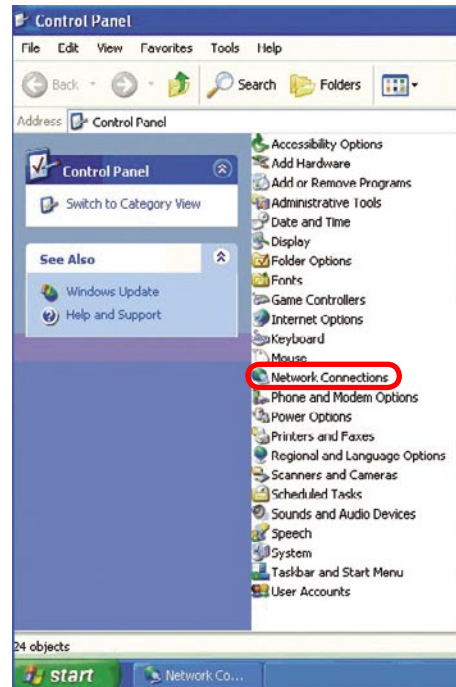 Control Panel
File Edit View Favorites Tools Help
Back Search Folders
Address Control Panel
Control Panel
Switch to Category View
See Also
Windows Update
Help and Support
Accessibility Options
Add Hardware
Add or Remove Programs
Administrative Tools
Date and Time
Display
Folder Options
Fonts
Game Controllers
Internet Options
Keyboard
Mouse
Network Connections
Phone and Modem Options
Power Options
Printers and Faxes
Regional and Language Options
Scanners and Cameras
Scheduled Tasks
Sounds and Audio Devices
Speech
System
Taskbar and Start Menu
User Accounts
24 objects
start Network Co...